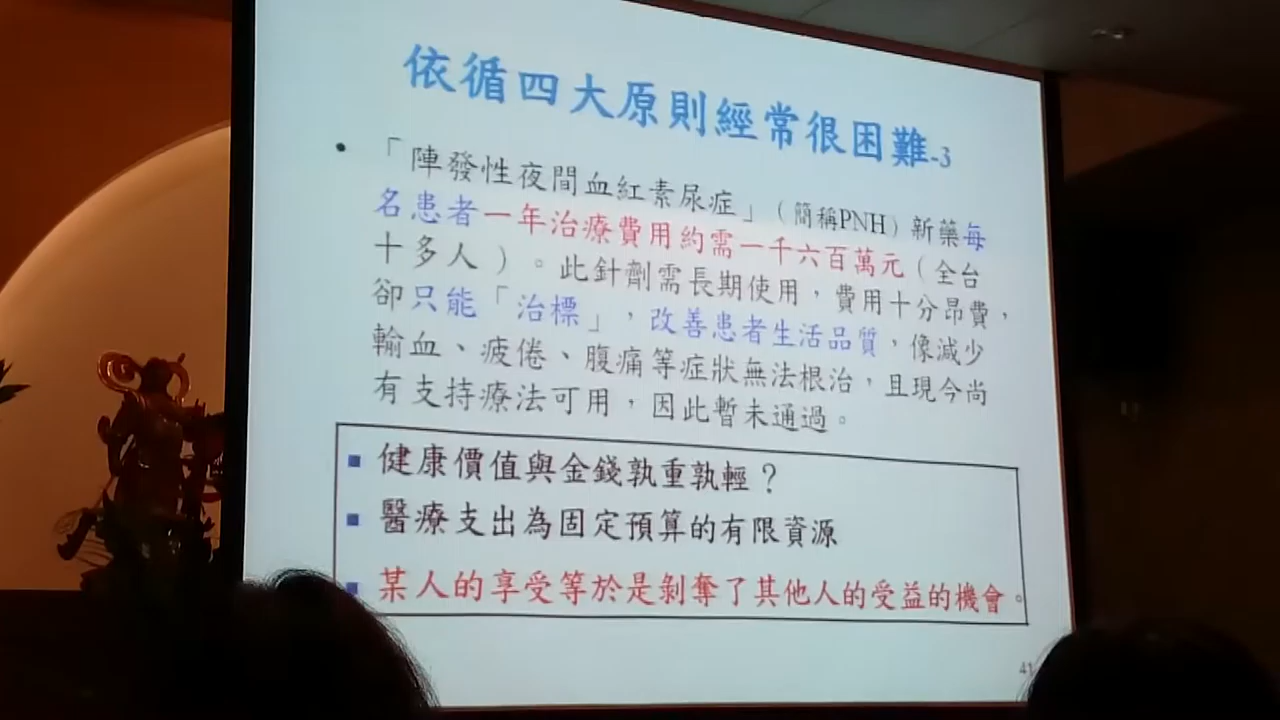 依循四大原則經常很困難-3
• 「陣發性夜間血紅素尿症」(簡稱PNH)新藥每
名患者一年治療費用約需一千六百萬元(全台
十多人)。此針劑需長期使用,費用十分昂費,
卻只能「治標」,改善患者生活品質,像減少
輸血、疲倦、腹痛等症狀無法根治,且現今尚
有支持療法可用,因此暫未通過。
■ 健康價值與金錢孰重孰輕?
■ 醫療支出為固定預算的有限資源
■ 某人的享受等於是剝奪了其他人的受益的機會。
41